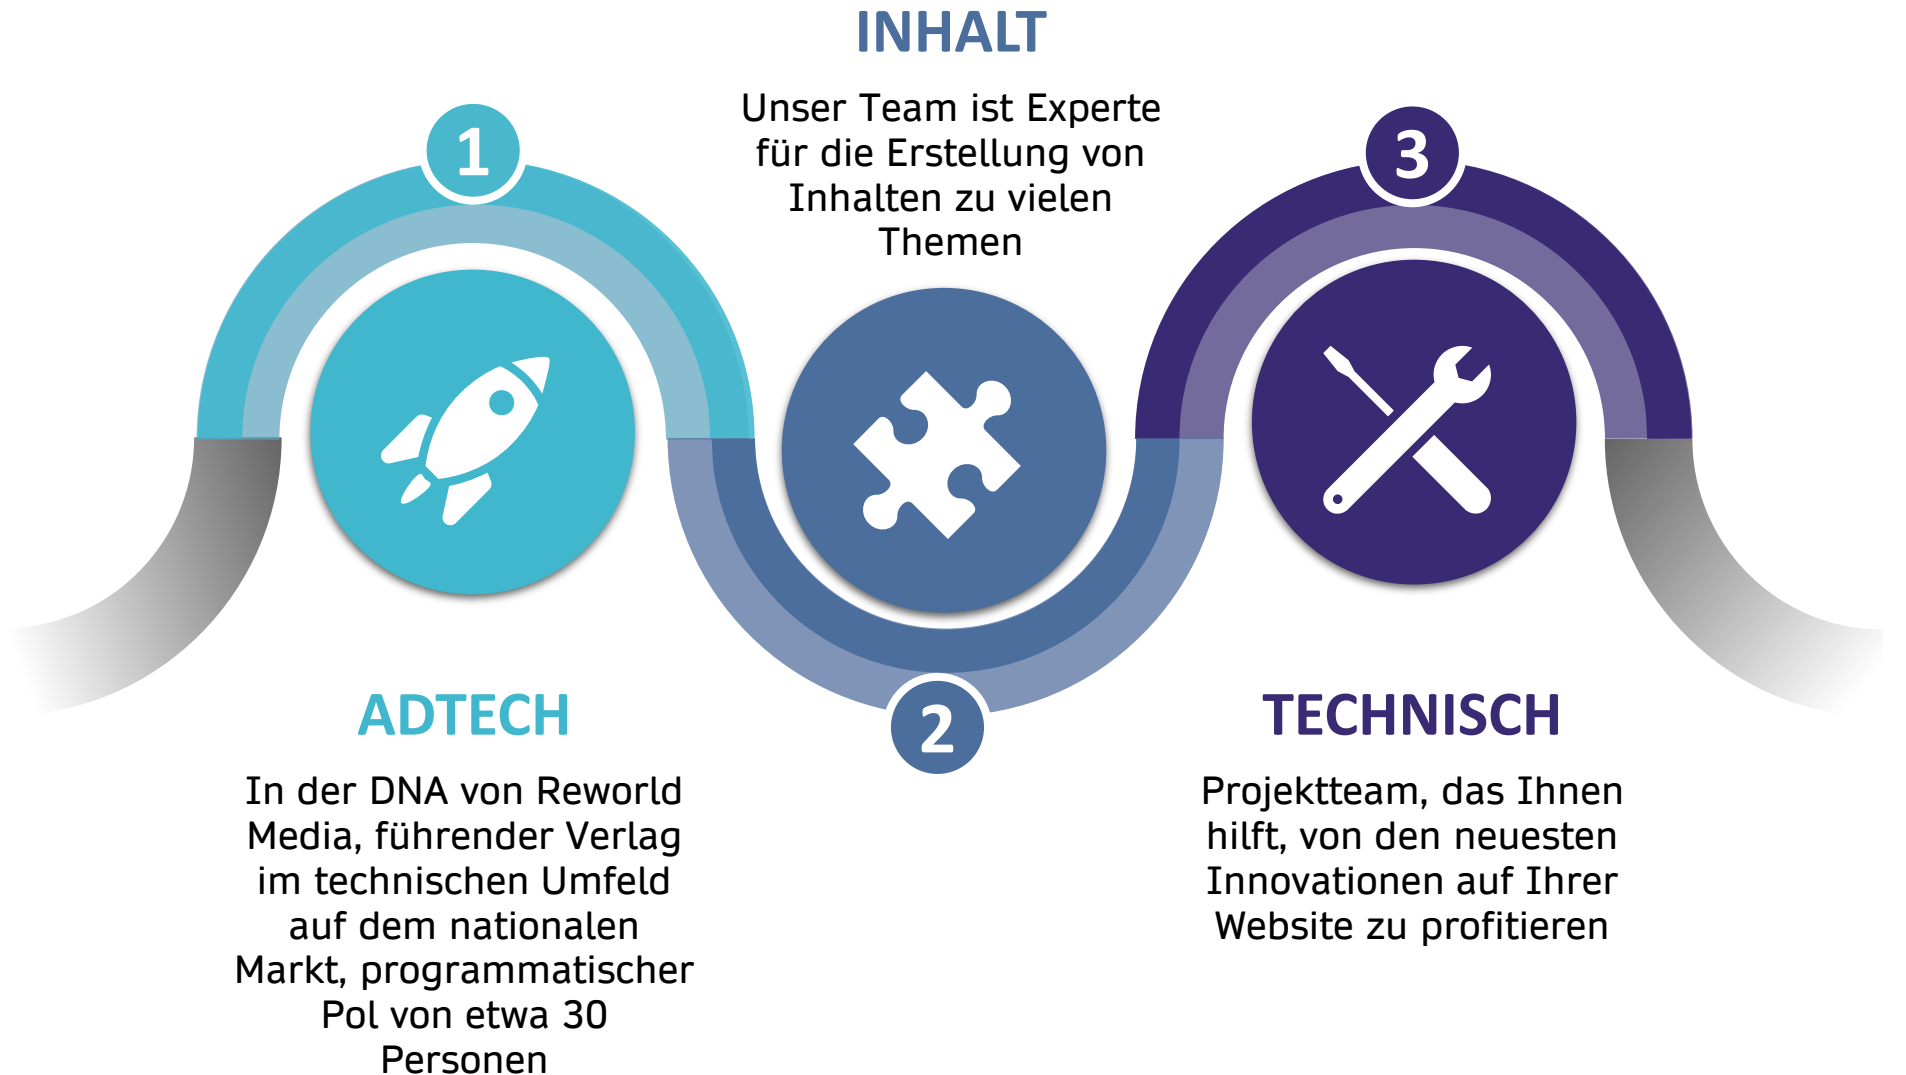 1
ADTECH
In der DNA von Reworld
Media, führender Verlag
im technischen Umfeld
auf dem nationalen
Markt, programmatischer
Pol von etwa 30
Personen
INHALT
Unser Team ist Experte
für die Erstellung von
Inhalten zu vielen
Themen
2
3
TECHNISCH
Projektteam, das Ihnen
hilft, von den neuesten
Innovationen auf Ihrer
Website zu profitieren